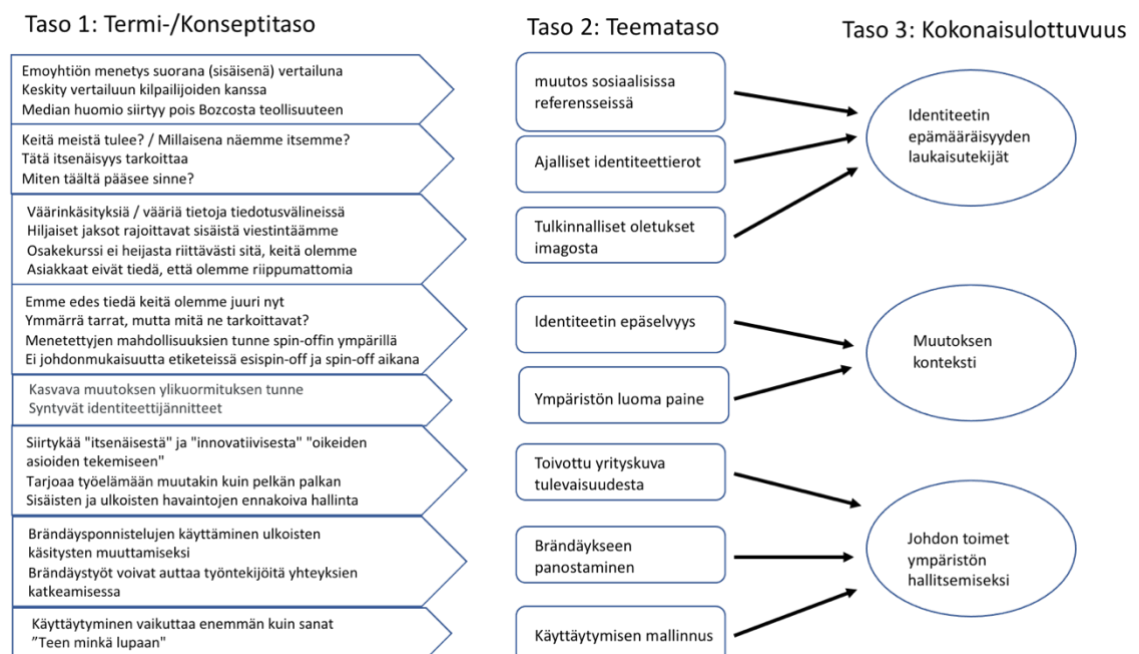 Taso 1: Termi-/Konseptitaso
Taso 2: Teemataso
Taso 3: Kokonaisulottuvuus
Emoyhtiön menetys suorana (sisäisenä) vertailuna
Keskity vertailuun kilpailijoiden kanssa
Median huomio siirtyy pois Bozcosta teollisuuteen
Keitä meistä tulee? / Millaisena näemme itsemme?
Tätä itsenäisyys tarkoittaa
Miten täältä pääsee sinne?
Väärinkäsityksiä / vääriä tietoja tiedotusvälineissä
Hiljaiset jaksot rajoittavat sisäistä viestintäämme
Osakekurssi ei heijasta riittävästi sitä, keitä olemme
Asiakkaat eivät tiedä, että olemme riippumattomia
Emme edes tiedä keitä olemme juuri nyt
Ymmärrä tarrat, mutta mitä ne tarkoittavat?
Menetettyjen mahdollisuuksien tunne spin-offin ympärillä
Ei johdonmukaisuutta etiketeissä esispin-off ja spin-off aikana
Kasvava muutoksen ylikuormituksen tunne
Syntyvät identiteettijännitteet
Siirtykää "itsenäisestä" ja "innovatiivisesta" "oikeiden
asioiden tekemiseen"
Tarjoaa työelämään muutakin kuin pelkän palkan
Sisäisten ja ulkoisten havaintojen ennakoiva hallinta
Brändäysponnistelujen käyttäminen ulkoisten
käsitysten muuttamiseksi
Brändäystyöt voivat auttaa työntekijöitä yhteyksien
katkeamisessa
Käyttäytyminen vaikuttaa enemmän kuin sanat
”Teen minkä lupaan"
muutos sosiaalisissa
referensseissä
Ajalliset identiteettierot
Tulkinnalliset oletukset
imagosta
Identiteetin epäselvyys
Ympäristön luoma paine
Toivottu yrityskuva
tulevaisuudesta
Brändäykseen
panostaminen
Käyttäytymisen mallinnus
Identiteetin
epämääräisyyden
laukaisutekijät
Muutoksen
konteksti
Johdon toimet
ympäristön
hallitsemiseksi